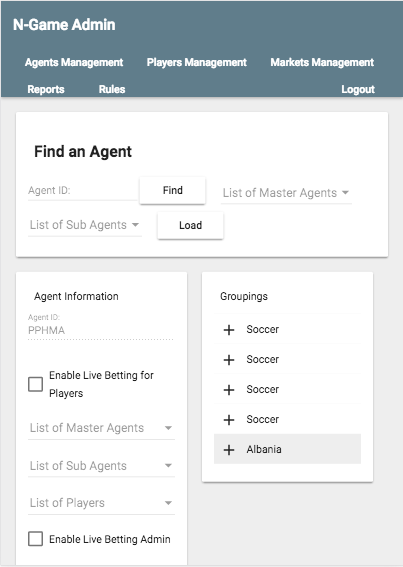 N-Game Admin
Agents Management Players Management Markets Management
Reports Rules Logout
Find an Agent
Agent ID: Find List of Master Agents
List of Sub Agents Load
Agent Information
Agent ID:
PPHMA
Enable Live Betting for
Players
List of Master Agents
List of Sub Agents
List of Players
Enable Live Betting Admin
Groupings
Soccer
Soccer
Soccer
Soccer
Albania